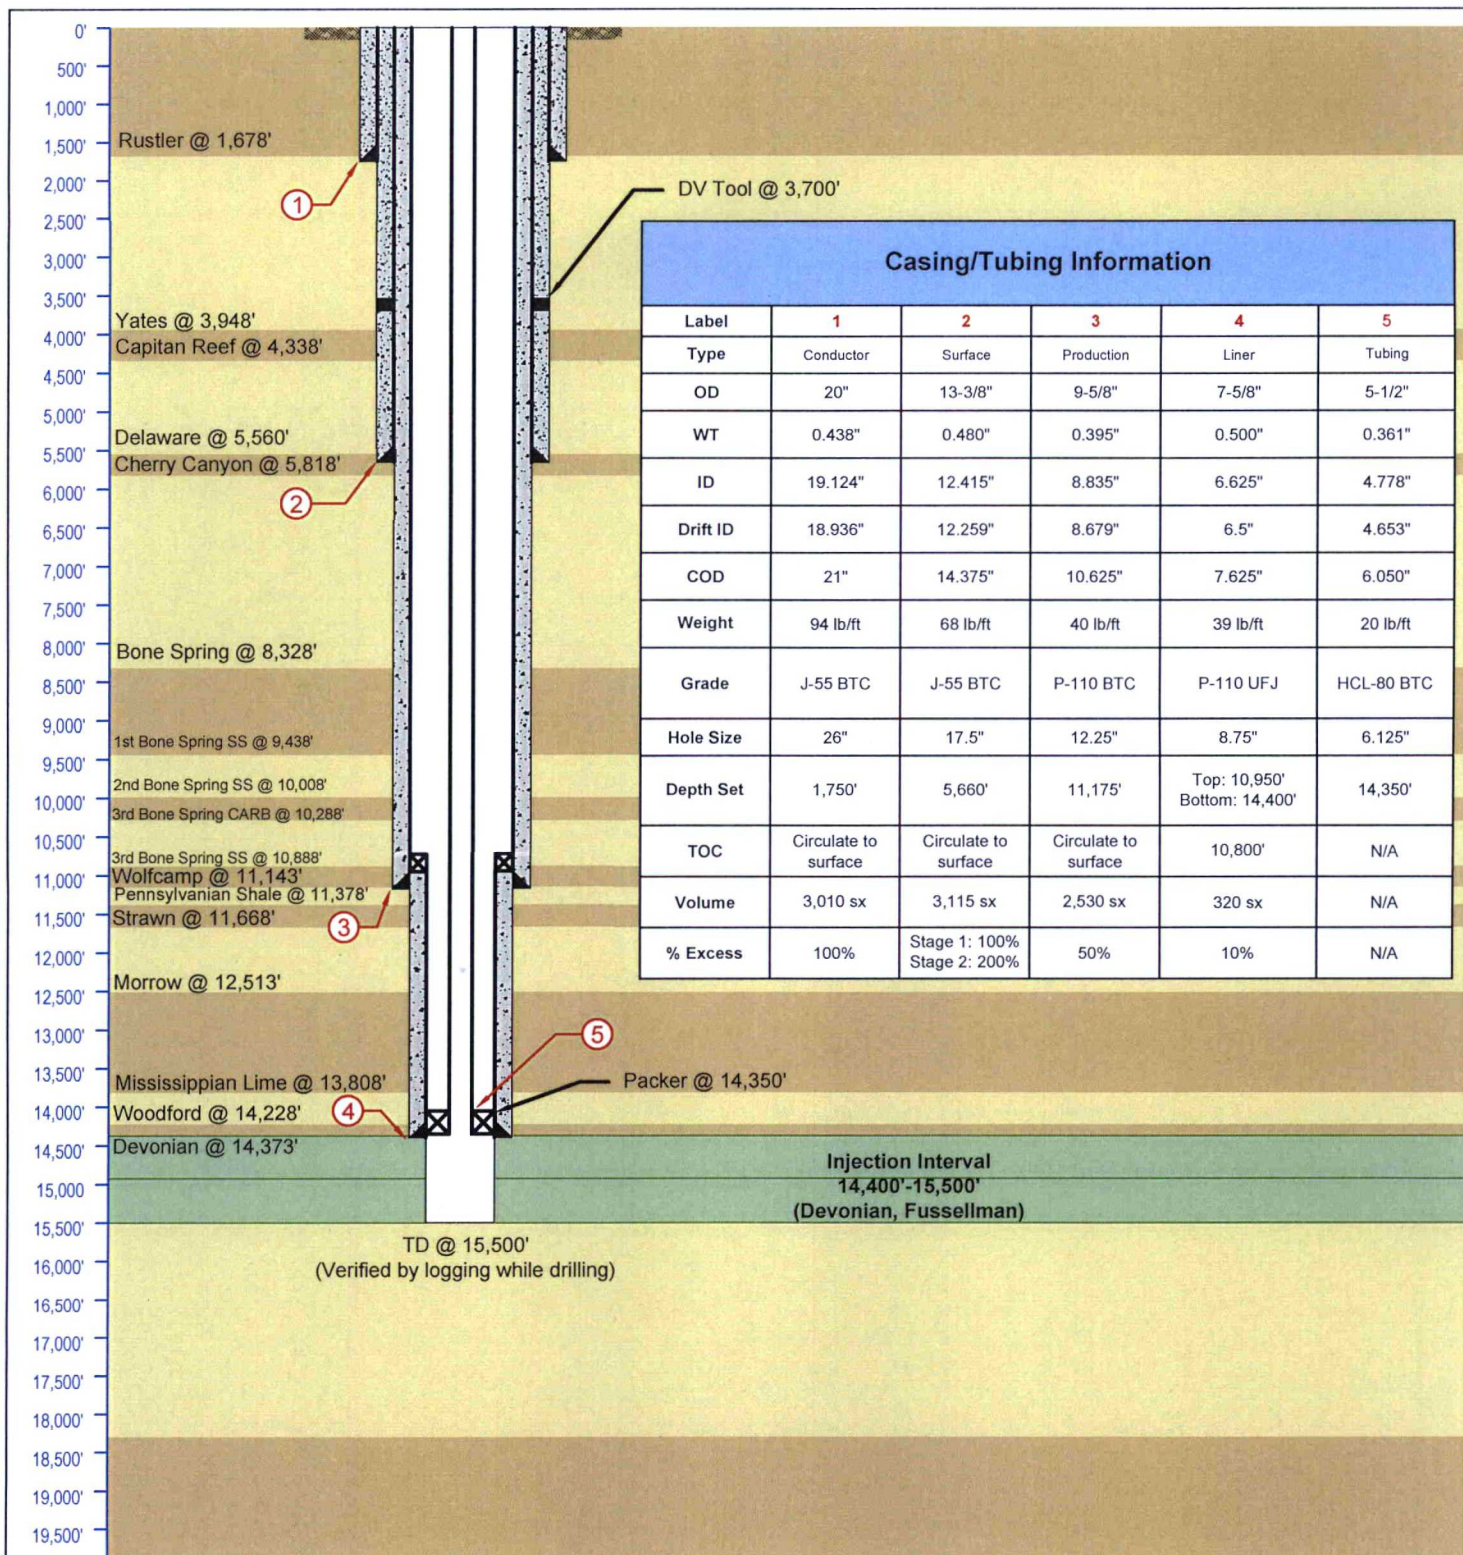 0'
500'
1,000'
1,500'
2,000'
2,500'
3,000'
3,500'
4,000'
4,500'
5,000'
5,500'
6,000'
6,500'
7,000'
7,500'
8,000'
8,500'
9,000'
9,500'
10,000'
10,500'
11,000'
11,500'
12,000'
12,500'
13,000'
13,500'
14,000'
14,500'
15,000
15,500'
16,000'
16,500'
17,000'
17,500'
18,000'
18,500'
19,000'
19,500'
Rustler @ 1,678'
1
DV Tool @ 3,700'
Yates @ 3,948'
Capitan Reef @ 4,338'
Delaware @ 5,560'
Cherry Canyon @ 5,818'
2
Bone Spring @ 8,328'
1st Bone Spring SS @ 9,438'
2nd Bone Spring SS @ 10,008'
3rd Bone Spring CARB @ 10,288'
3rd Bone Spring SS @ 10,888'
Wolfcamp @ 11,143'
Pennsylvanian Shale @ 11,378'
Strawn @ 11,668'
3
Morrow @ 12,513'
5
Mississippian Lime @ 13,808'
Packer @ 14,350'
Woodford @ 14,228'
4
Devonian @ 14,373'
Injection Interval
14,400'-15,500'
(Devonian, Fussellman)
TD @ 15,500'
(Verified by logging while drilling)
Casing/Tubing Information
Label 1 2 3 4 5
Type Conductor Surface Production Liner Tubing
OD 20" 13-3/8" 9-5/8" 7-5/8" 5-1/2"
WT 0.438" 0.480" 0.395" 0.500" 0.361"
ID 19.124" 12.415" 8.835" 6.625" 4.778"
Drift ID 18.936" 12.259" 8.679" 6.5" 4.653"
COD 21" 14.375" 10.625" 7.625" 6.050"
Weight 94 lb/ft 68 lb/ft 40 lb/ft 39 lb/ft 20 lb/ft
Grade J-55 BTC J-55 BTC P-110 BTC P-110 UFJ HCL-80 BTC
Hole Size 26" 17.5" 12.25" 8.75" 6.125"
Depth Set 1,750' 5,660' 11,175' Top: 10,950' Bottom: 14,400' 14,350'
TOC Circulate to surface Circulate to surface Circulate to surface 10,800' N/A
Volume 3,010 sx 3,115 sx 2,530 sx 320 sx N/A
% Excess 100% Stage 1: 100% Stage 2: 200% 50% 10% N/A